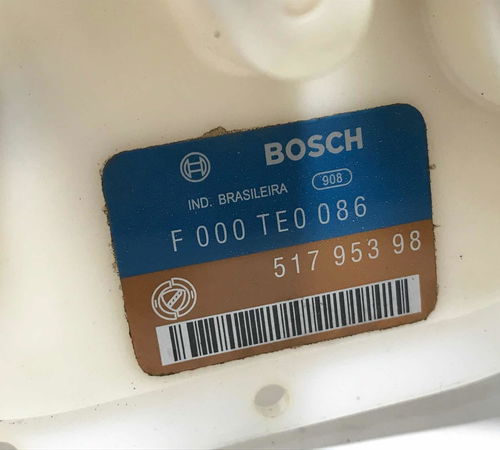 BOSCH
IND. BRASILEIRA 908
F 000 TE0 086
517 953 98